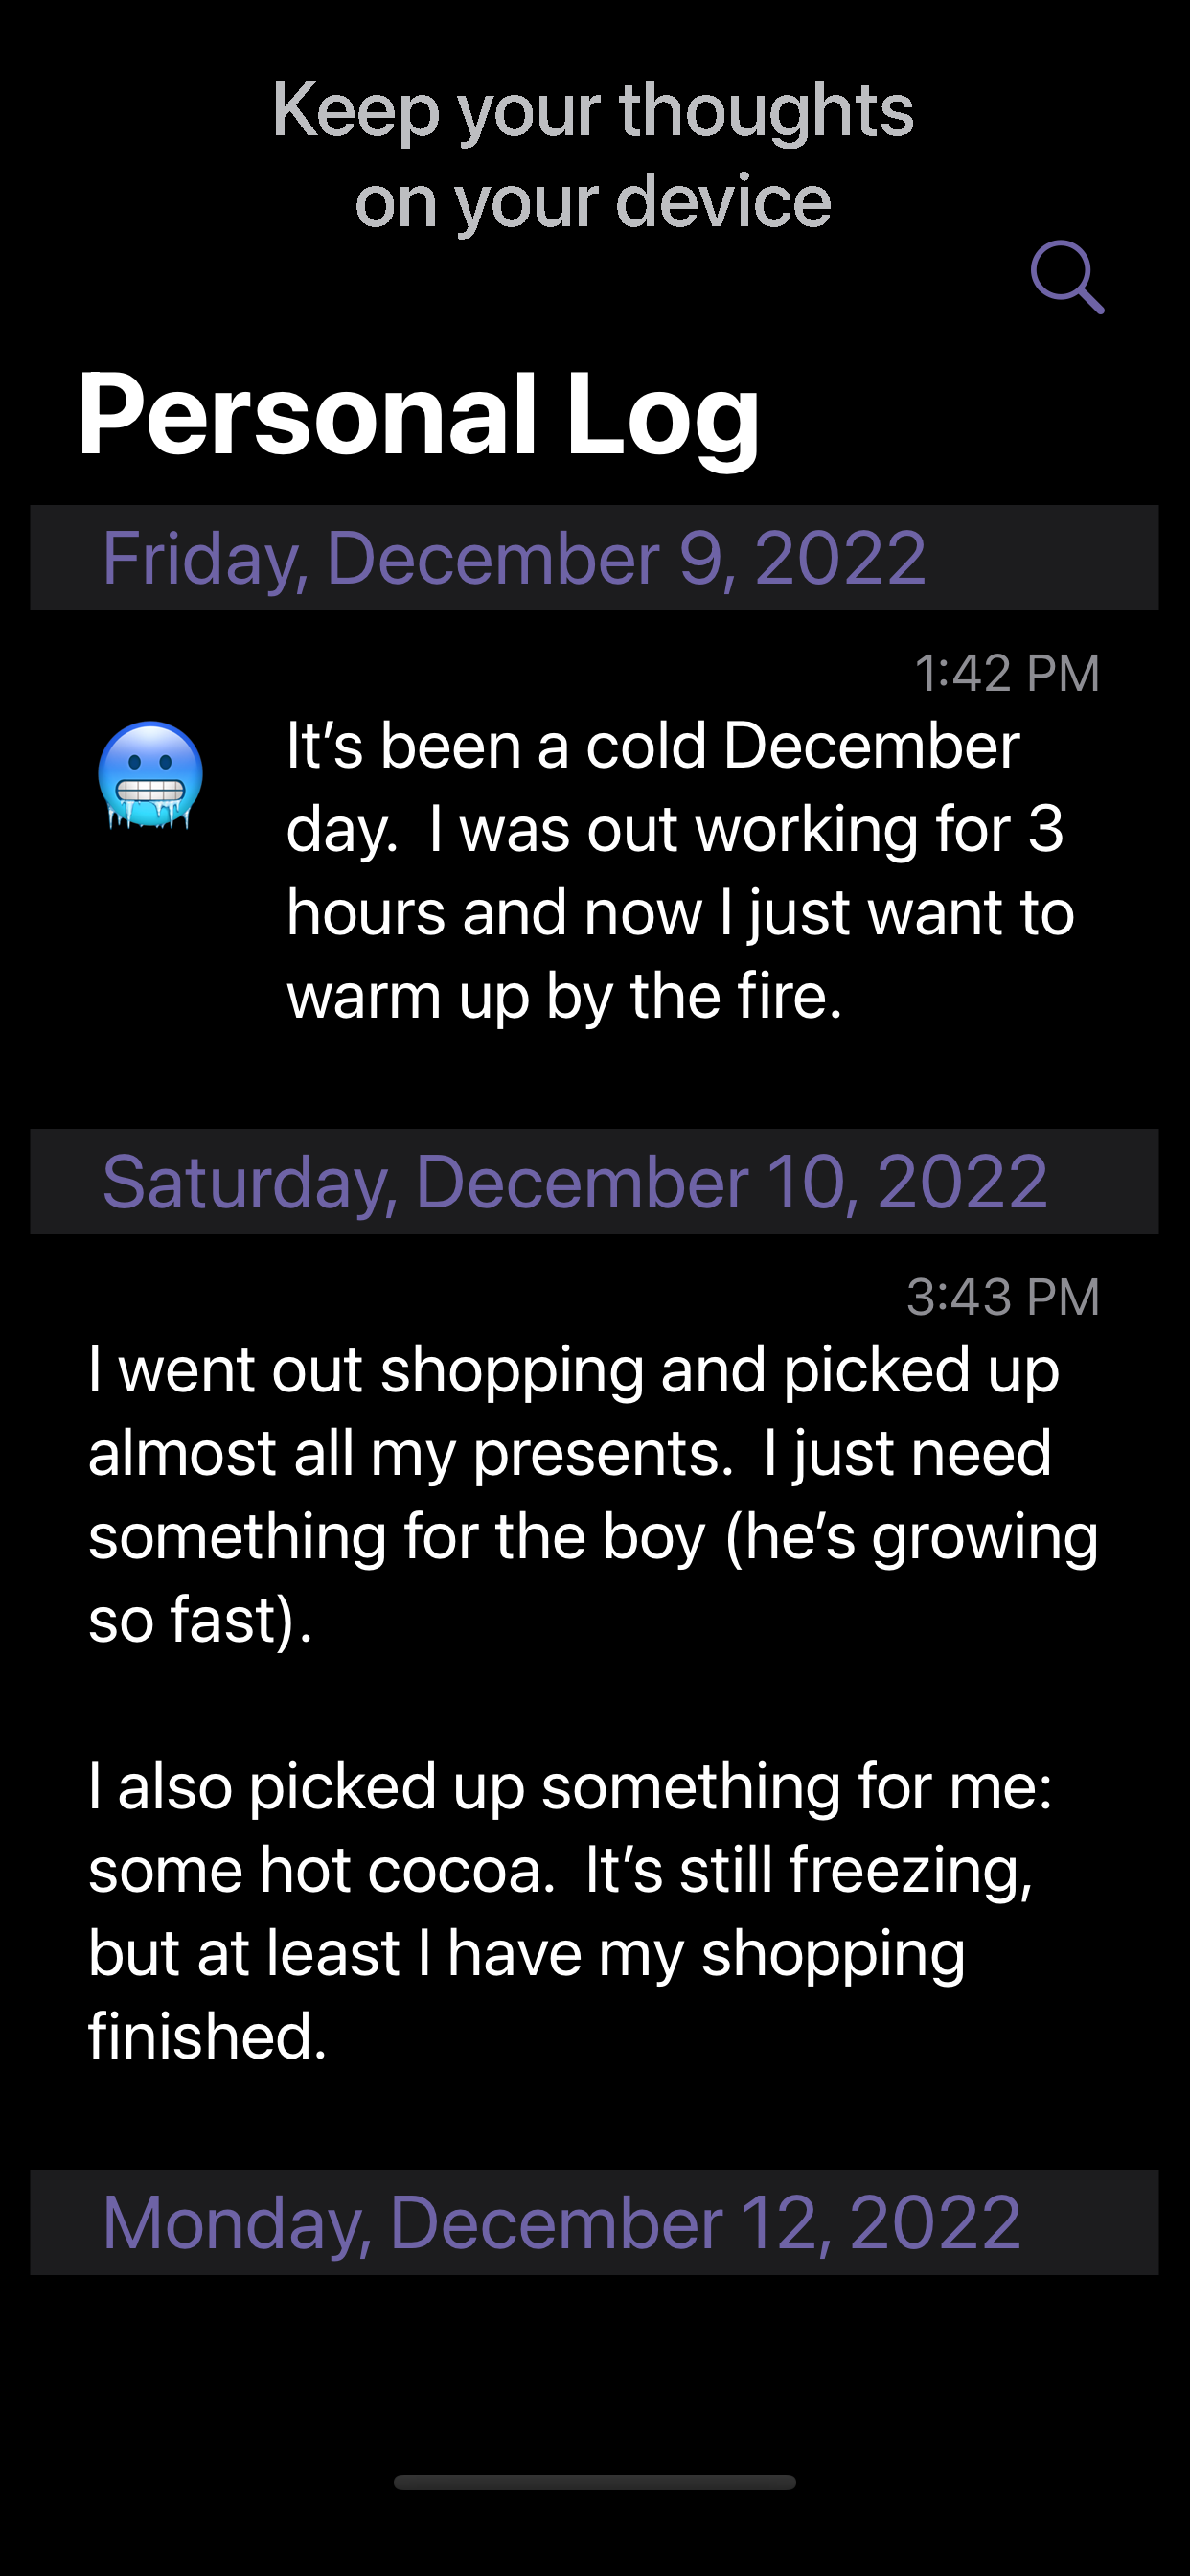 Keep your thoughts
on your device
Personal Log
Friday, December 9, 2022
1:42 PM
It’s been a cold December
day.  I was out working for 3
hours and now I just want to
warm up by the fire.
Saturday, December 10, 2022
3:43 PM
I went out shopping and picked up
almost all my presents.  I just need
something for the boy (he’s growing
so fast).
I also picked up something for me:
some hot cocoa.  It’s still freezing,
but at least I have my shopping
finished.
Monday, December 12, 2022